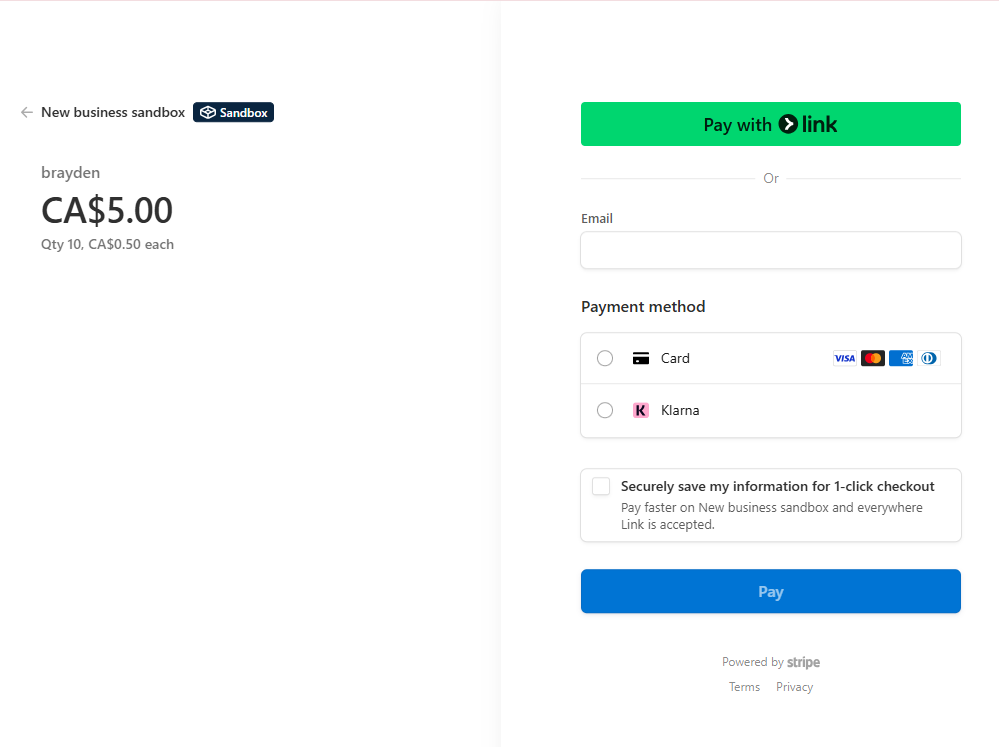 New business sandbox Sandbox
brayden
CA$5.00
Qty 10, CA$0.50 each
Pay with link
Or
Email
Payment method
Card VISA AMEX
K Klarna
Securely save my information for 1-click checkout
Pay faster on New business sandbox and everywhere
Link is accepted.
Pay
Powered by stripe
Terms Privacy